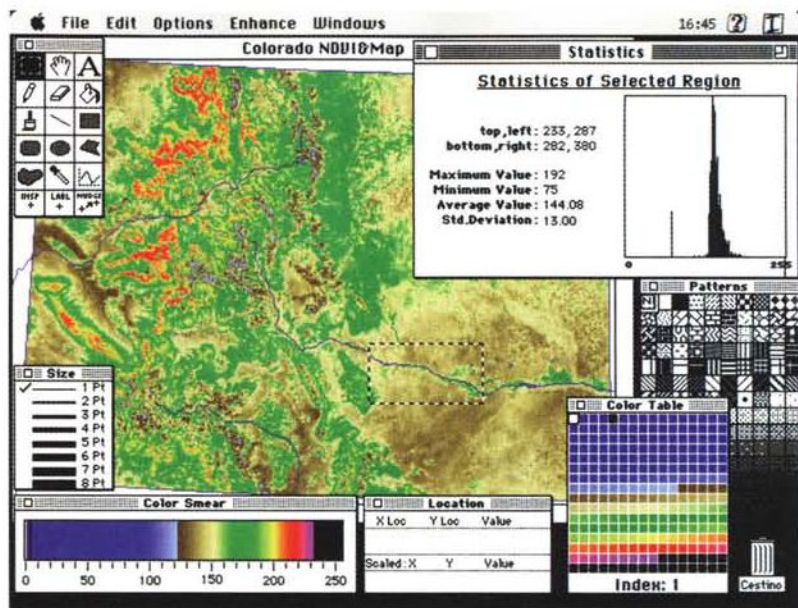 File Edit Options Enhance Windows 16:45
Colorado NDVI&Map
Statistics
Statistics of Selected Region
top,left: 233, 287
bottom,right: 282, 380
Maximum Value: 192
Minimum Value: 75
Average Value: 144.08
Std.Deviation: 13.00
0 255
A
INSP LABL
Patterns
Size
1 Pt
2 Pt
3 Pt
4 Pt
5 Pt
6 Pt
7 Pt
8 Pt
Color Table
Index: 1
Color Smear
0 50 100 150 200 250
Location
X Loc Y Loc Value
Scaled: X Y Value
Cestino